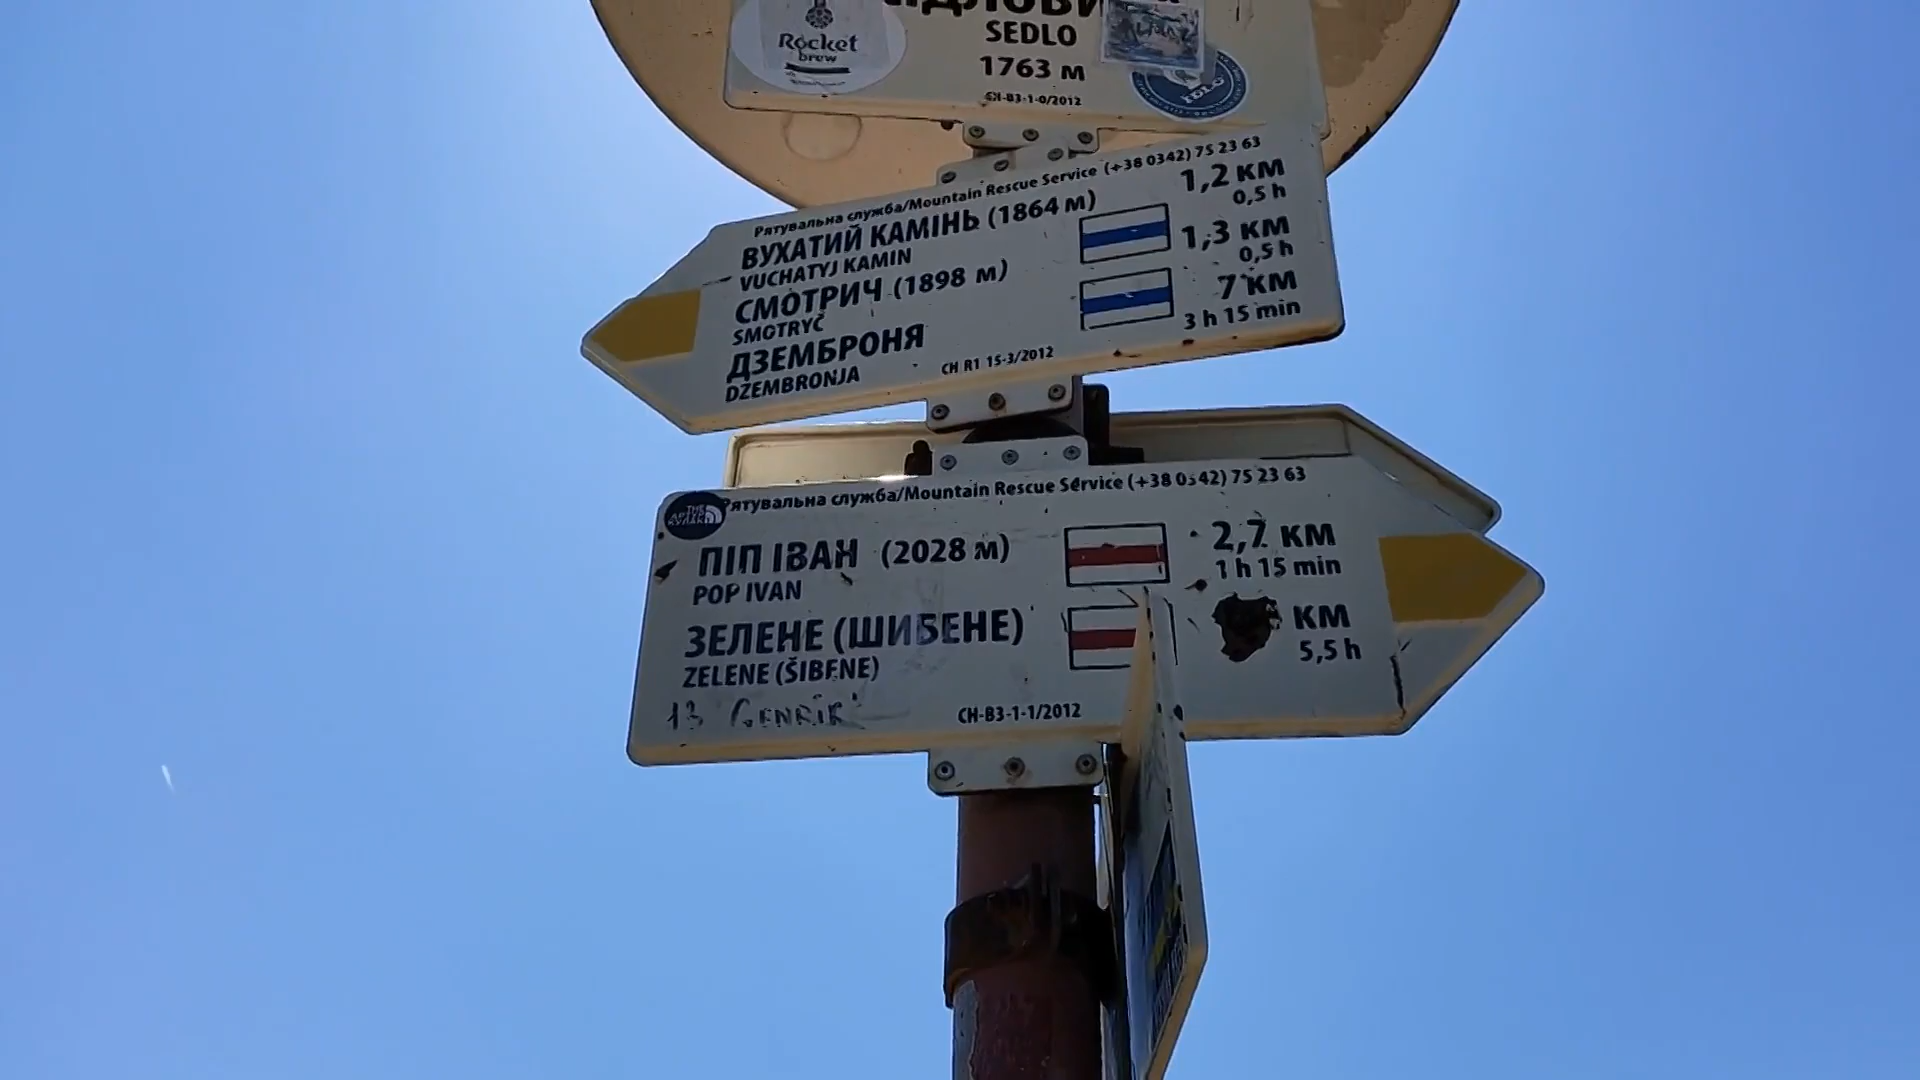 Rocket
brew
SEDLO
1763 м
CH-B3-1-0/2012
Рятувальна служба/Mountain Rescue Service (+38 0342) 75 23 63
ВУХАТИЙ КАМІНЬ (1864 м) 1,2 КМ
VUCHATYJ KAMIN 0,5 h
СМОТРИЧ (1898 м) 1,3 КМ
SMOTRYČ 0,5 h
ДЗЕМБРОНЯ 7 КМ
DZEMBRONJA 3 h 15 min
CH R1 15-3/2012
Рятувальна служба/Mountain Rescue Service (+38 0342) 75 23 63
ПІП ІВАН (2028 м) 2,7 КМ
POP IVAN 1 h 15 min
ЗЕЛЕНЕ (ШИБЕНЕ) КМ
ZELENE (ŠIBENE) 5,5 h
CH-B3-1-1/2012